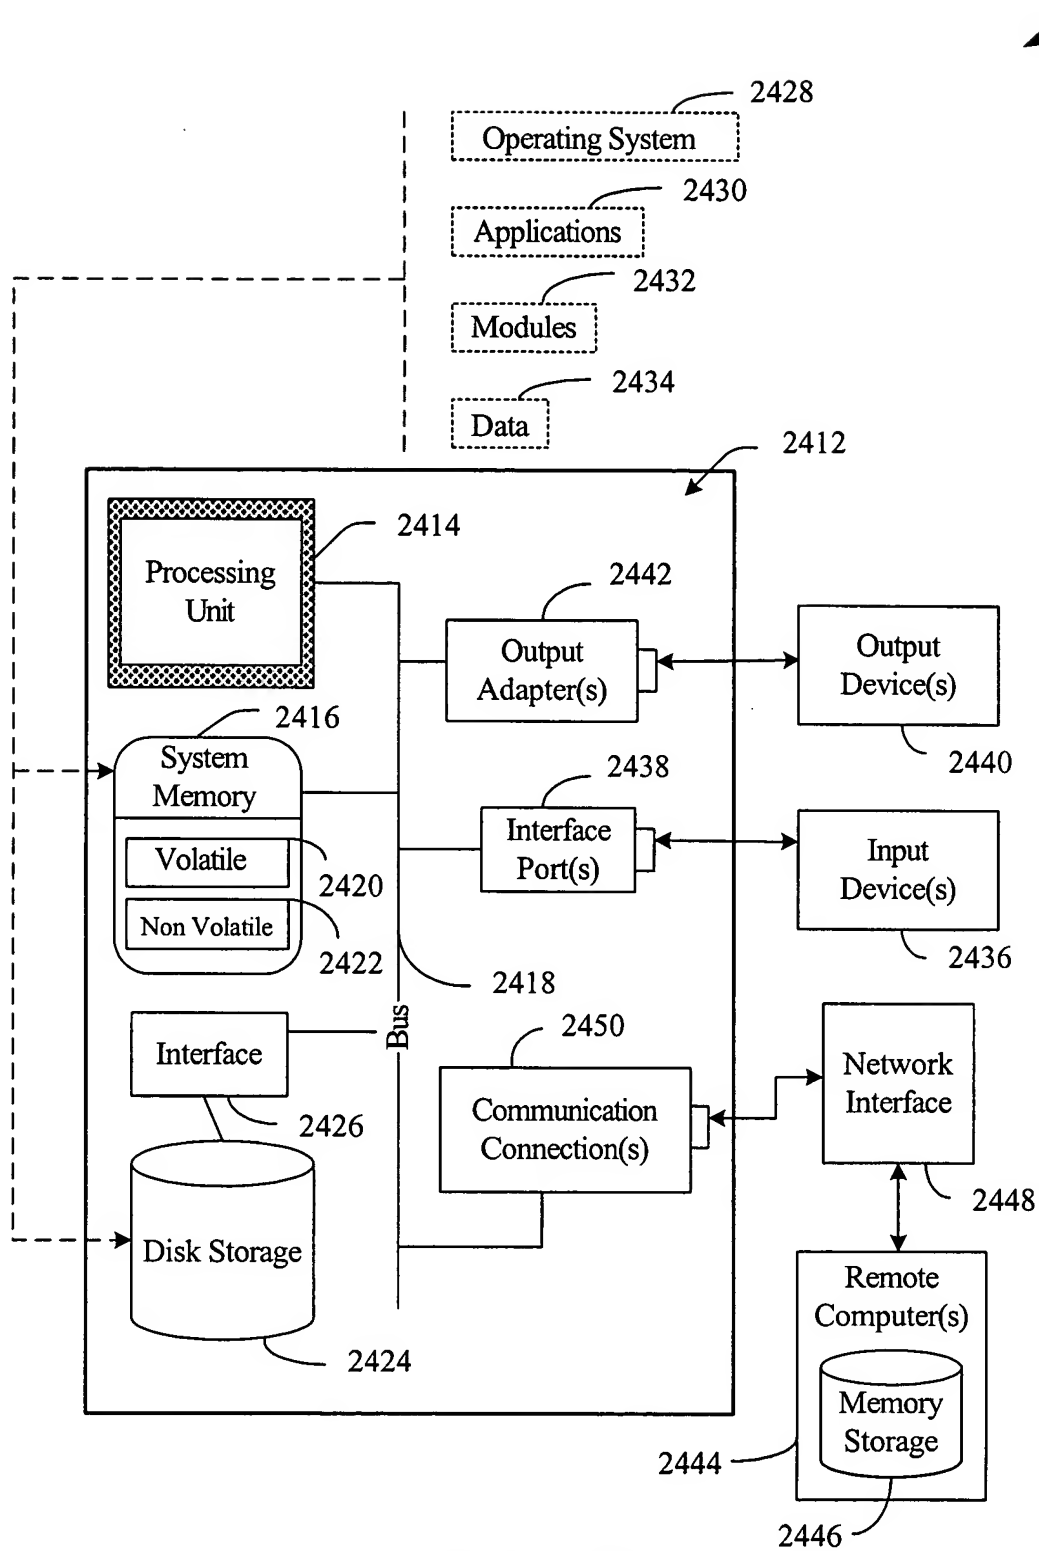 2428
Operating System
2430
Applications
2432
Modules
2434
Data
2412
2414
Processing
Unit
2442
Output
Adapter(s)
Output
Device(s)
2440
2416
System
Memory
2438
Interface
Port(s)
Input
Device(s)
2436
Volatile
2420
Non Volatile
2422
2418
Bus
2450
Interface
2426
Communication
Connection(s)
Network
Interface
2448
Disk Storage
2424
Remote
Computer(s)
Memory
Storage
2444
2446